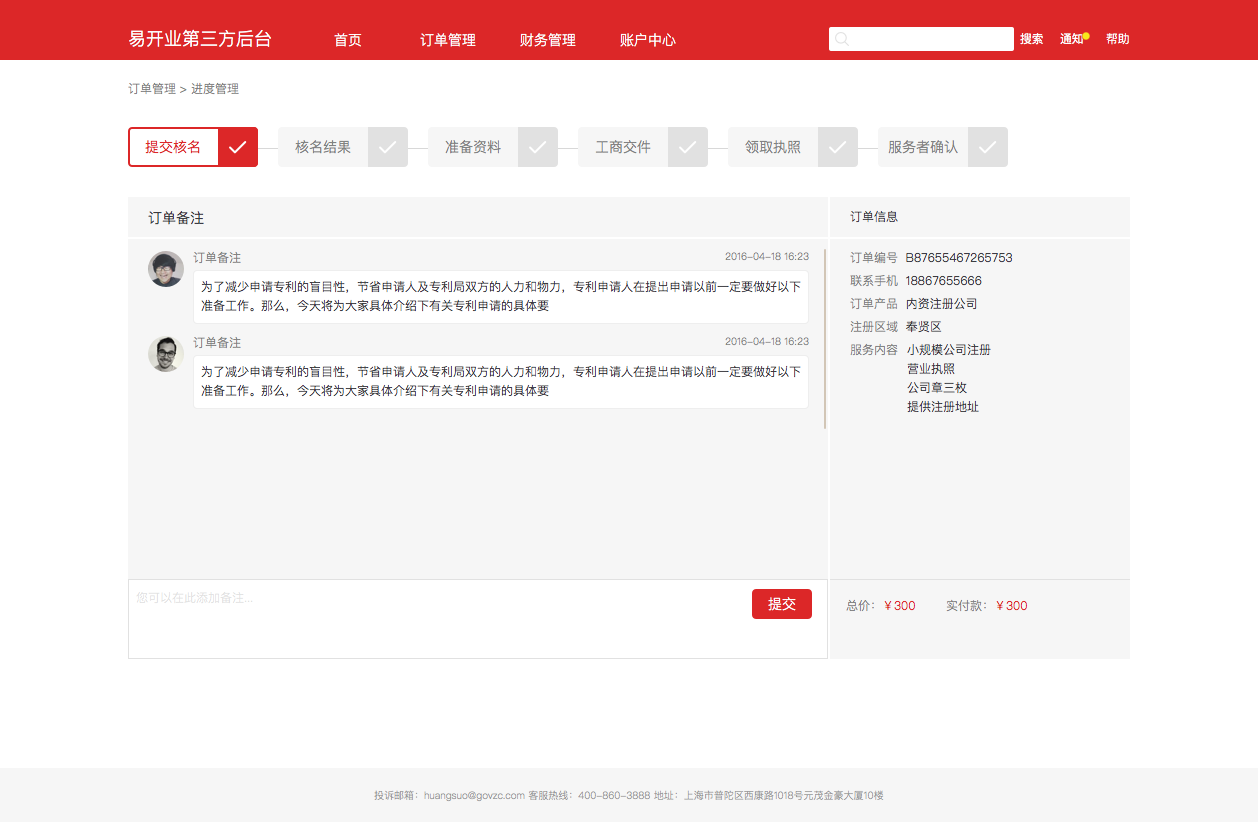 易开业第三方后台 首页 订单管理 财务管理 账户中心 搜索 通知 帮助
订单管理 > 进度管理
提交核名 核名结果 准备资料 工商交件 领取执照 服务者确认
订单备注
订单备注 2016-04-18 16:23
为了减少申请专利的盲目性，节省申请人及专利局双方的人力和物力，专利申请人在提出申请以前一定要做好以下
准备工作。那么，今天将为大家具体介绍下有关专利申请的具体要
订单备注 2016-04-18 16:23
为了减少申请专利的盲目性，节省申请人及专利局双方的人力和物力，专利申请人在提出申请以前一定要做好以下
准备工作。那么，今天将为大家具体介绍下有关专利申请的具体要
您可以在此添加备注...
提交
订单信息
订单编号 B87655467265753
联系手机 18867655666
订单产品 内资注册公司
注册区域 奉贤区
服务内容 小规模公司注册
营业执照
公司章三枚
提供注册地址
总价：￥300 实付款：￥300
投诉邮箱：huangsuo@govzc.com 客服热线：400-860-3888 地址：上海市普陀区西康路1018号元茂金豪大厦10楼